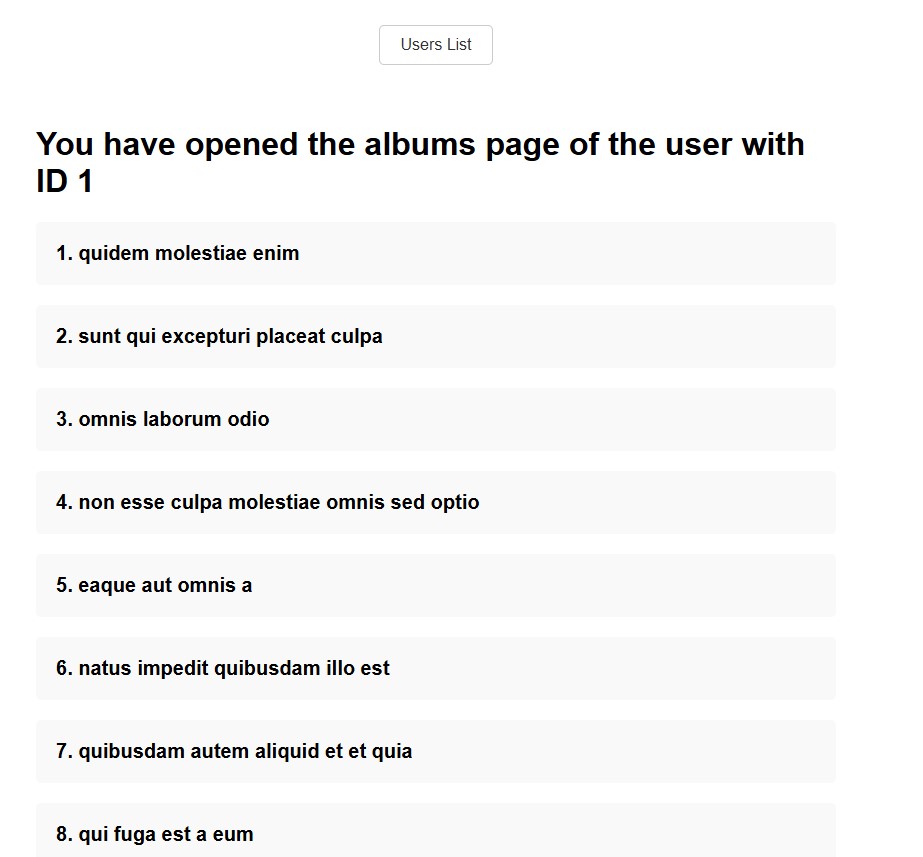 Users List
You have opened the albums page of the user with
ID 1
1. quidem molestiae enim
2. sunt qui excepturi placeat culpa
3. omnis laborum odio
4. non esse culpa molestiae omnis sed optio
5. eaque aut omnis a
6. natus impedit quibusdam illo est
7. quibusdam autem aliquid et et quia
8. qui fuga est a eum